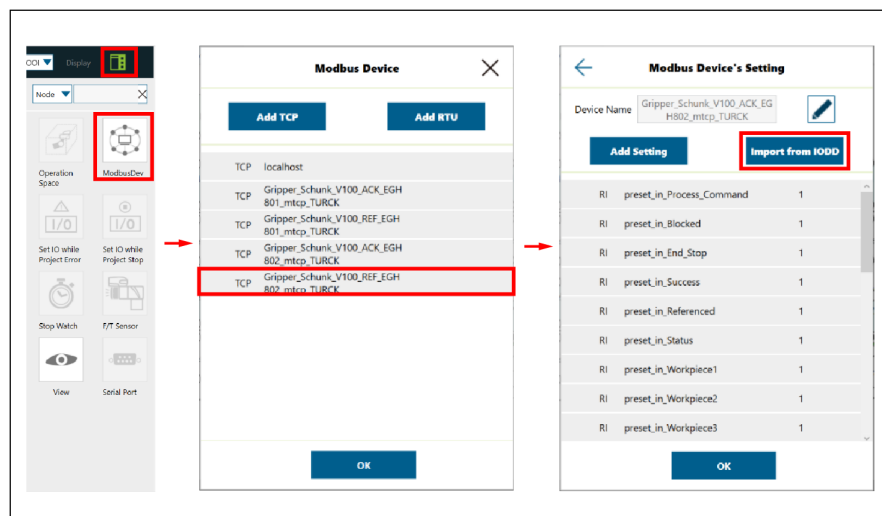 OOI
Display
Node
Operation
Space
ModbusDev
I/O
I/O
Set IO while
Project Error
Set IO while
Project Stop
Stop Watch
F/T Sensor
View
Serial Port
Modbus Device
Add TCP
Add RTU
TCP localhost
TCP Gripper_Schunk_V100_ACK_EGH
801_mtcp_TURCK
TCP Gripper_Schunk_V100_REF_EGH
801_mtcp_TURCK
TCP Gripper_Schunk_V100_ACK_EGH
802_mtcp_TURCK
TCP Gripper_Schunk_V100_REF_EGH
802_mtcp_TURCK
OK
Modbus Device's Setting
Device Name
Gripper_Schunk_V100_ACK_EG
H802_mtcp_TURCK
Add Setting
Import from IODD
RI preset_in_Process_Command 1
RI preset_in_Blocked 1
RI preset_in_End_Stop 1
RI preset_in_Success 1
RI preset_in_Referenced 1
RI preset_in_Status 1
RI preset_in_Workpiece1 1
RI preset_in_Workpiece2 1
RI preset_in_Workpiece3 1
OK